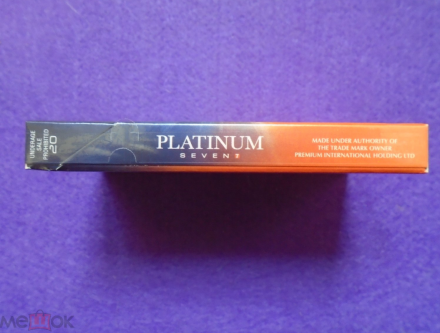 UNDERAGE
SALE
PROHIBITED
20
PLATINUM
SEVEN
MADE UNDER AUTHORITY OF
THE TRADE MARK OWNER
PREMIUM INTERNATIONAL HOLDING LTD
Мешок